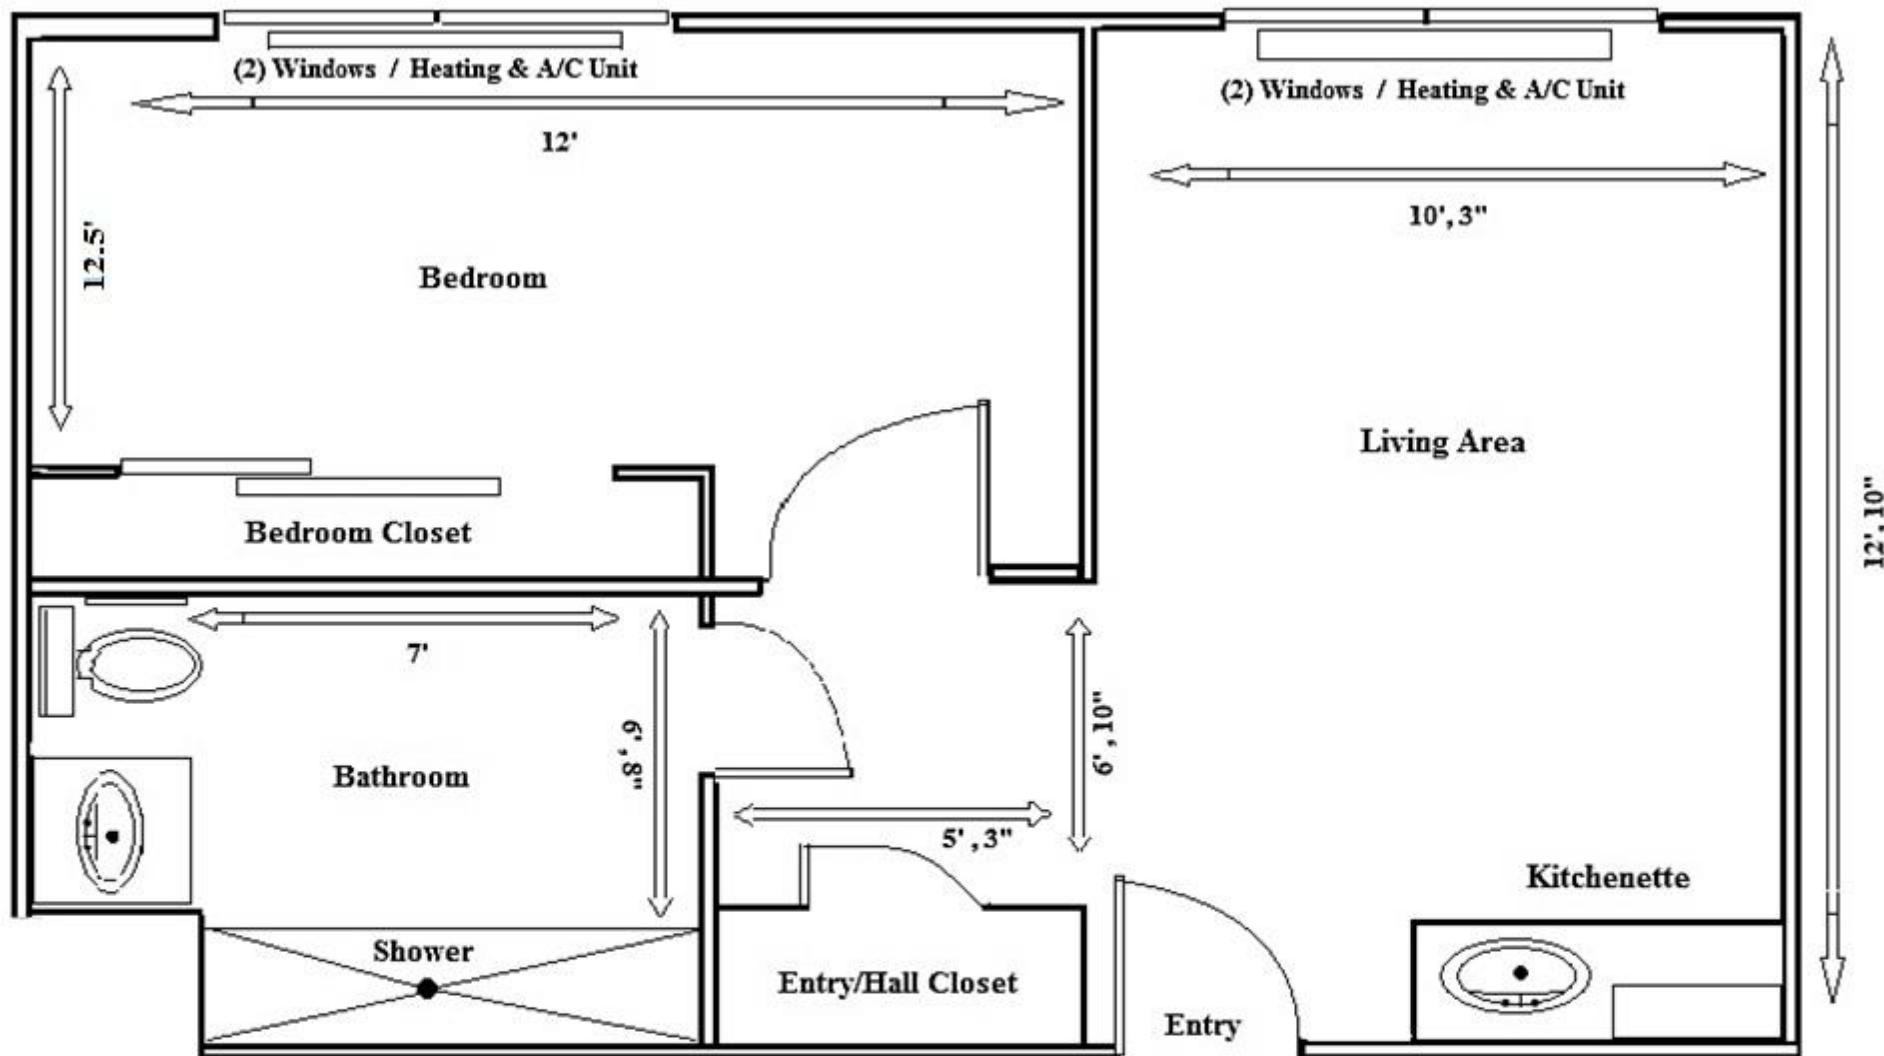 (2) Windows / Heating & A/C Unit
(2) Windows / Heating & A/C Unit
12'
10', 3"
12.5'
Bedroom
Living Area
12', 10"
Bedroom Closet
7'
6', 8"
6', 10"
Bathroom
5', 3"
Kitchenette
Shower
Entry/Hall Closet
Entry